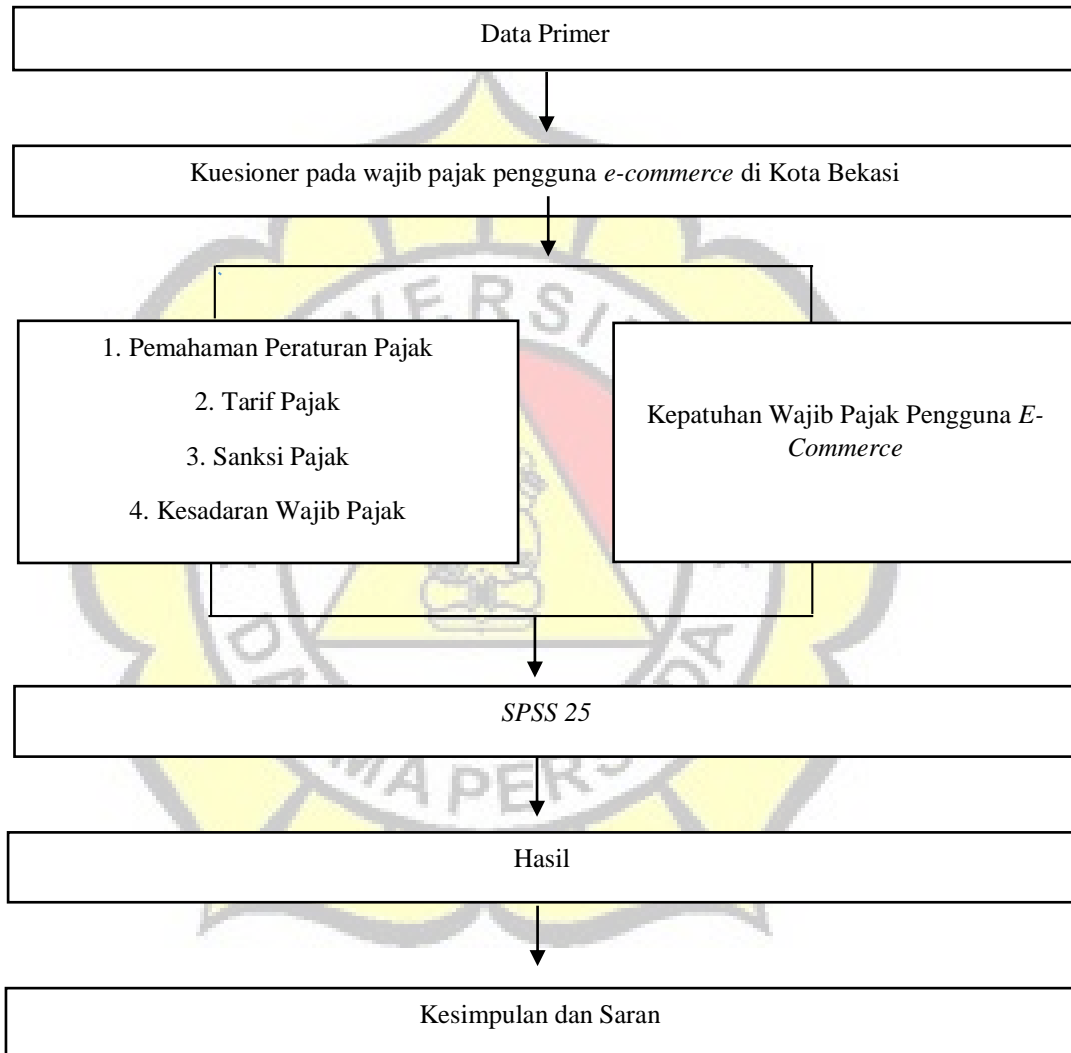 Data Primer
Kuesioner pada wajib pajak pengguna e-commerce di Kota Bekasi
1. Pemahaman Peraturan Pajak
2. Tarif Pajak
3. Sanksi Pajak
4. Kesadaran Wajib Pajak
Kepatuhan Wajib Pajak Pengguna E-
Commerce
SPSS 25
Hasil
Kesimpulan dan Saran